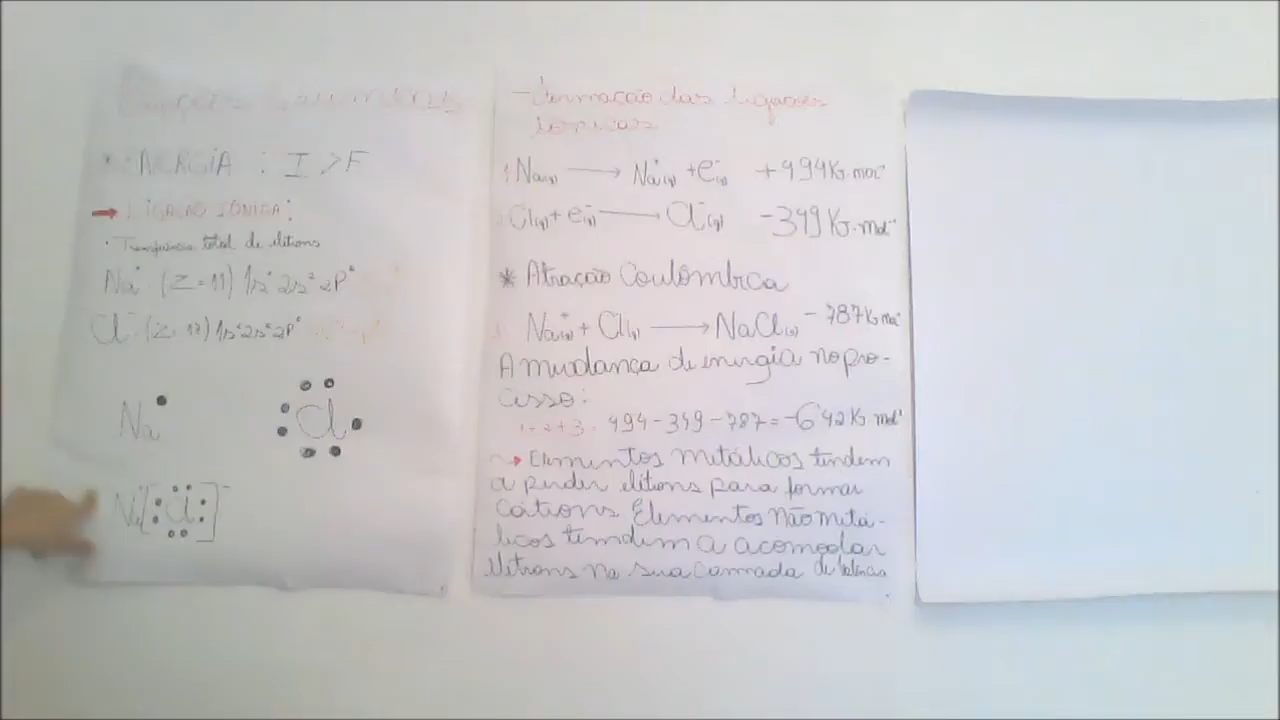 ENERGIA : I > F
→ LIGAÇÃO IÔNICA:
• Transferência total de elétrons
Na⁺ (Z=11) 1s² 2s² 2p⁶
Cl⁻ (Z=17) 1s² 2s² 2p⁶
Na
Cl
Na [Cl]⁻
- Formação das ligações
iônicas
Na(g) → Na⁺(g) + e⁻(g) +494 KJ·mol⁻¹
Cl(g) + e⁻(g) → Cl⁻(g) -349 KJ·mol⁻¹
* Atração Coulômbica
Na⁺(g) + Cl⁻(g) → NaCl(s) -787 KJ mol⁻¹
A mudança de energia no pro-
cesso:
1+2+3 = 494-349-787 = -642 KJ mol⁻¹
→ Elementos metálicos tendem
a perder elétrons para formar
cátions Elementos Não metá-
licos tendem a acomodar
elétrons na sua camada de valência